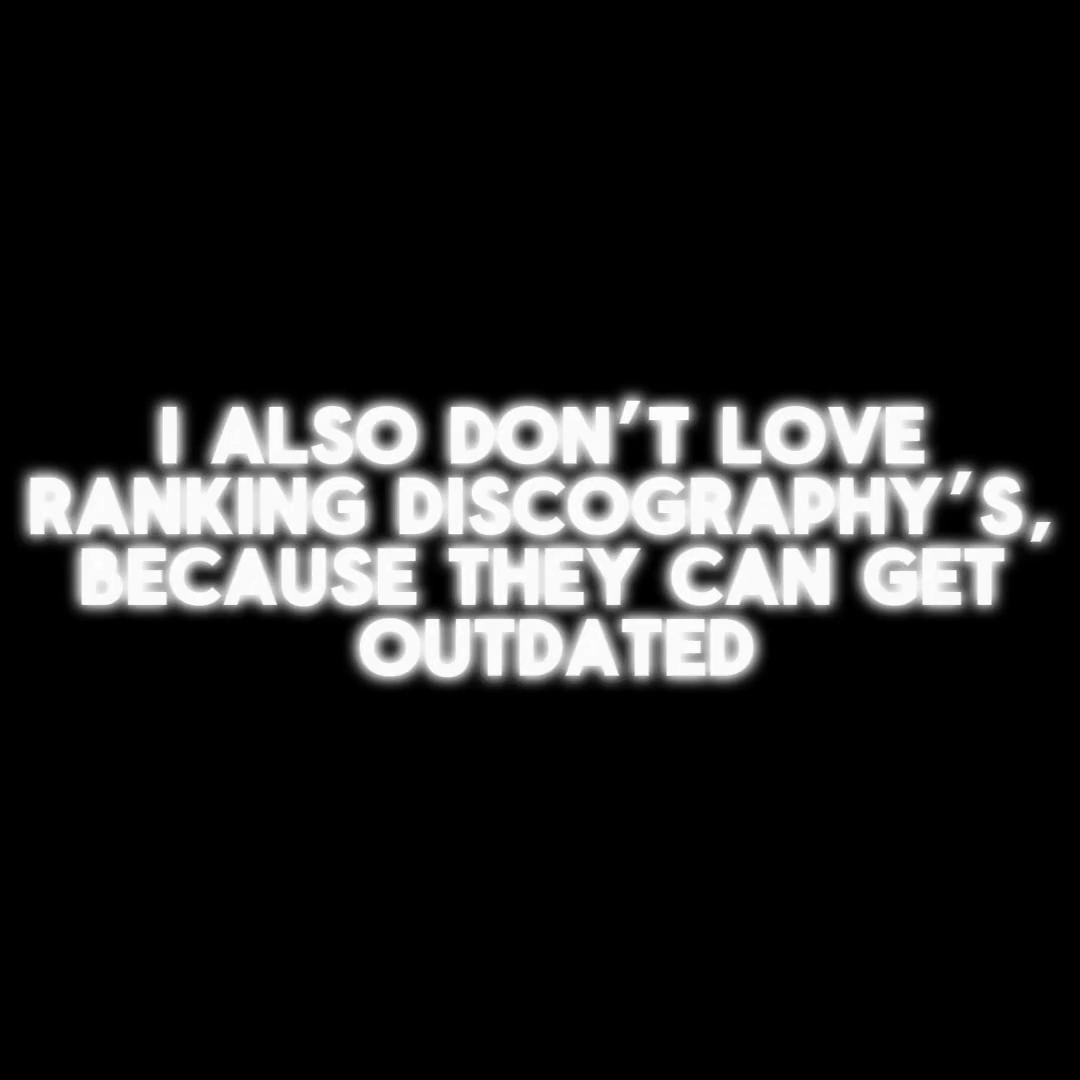 I ALSO DON'T LOVE
RANKING DISCOGRAPHY'S,
BECAUSE THEY CAN GET
OUTDATED